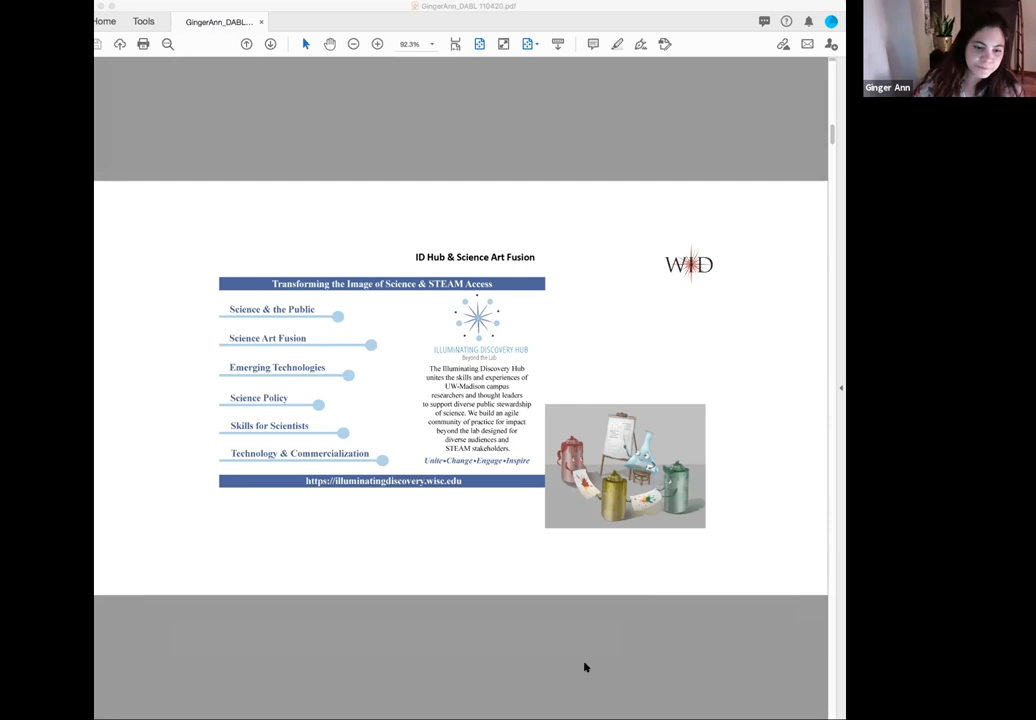 GingerAnn_DABL 110420.pdf
Home
Tools
GingerAnn_DABL...
92.3%
Ginger Ann
ID Hub & Science Art Fusion
WID
Transforming the Image of Science & STEAM Access
Science & the Public
Science Art Fusion
Emerging Technologies
Science Policy
Skills for Scientists
Technology & Commercialization
ILLUMINATING DISCOVERY HUB
Beyond the Lab
The Illuminating Discovery Hub
unites the skills and experiences of
UW-Madison campus
researchers and thought leaders
to support diverse public stewardship
of science. We build an agile
community of practice for impact
beyond the lab designed for
diverse audiences and
STEAM stakeholders.
Unite•Change•Engage•Inspire
https://illuminatingdiscovery.wisc.edu